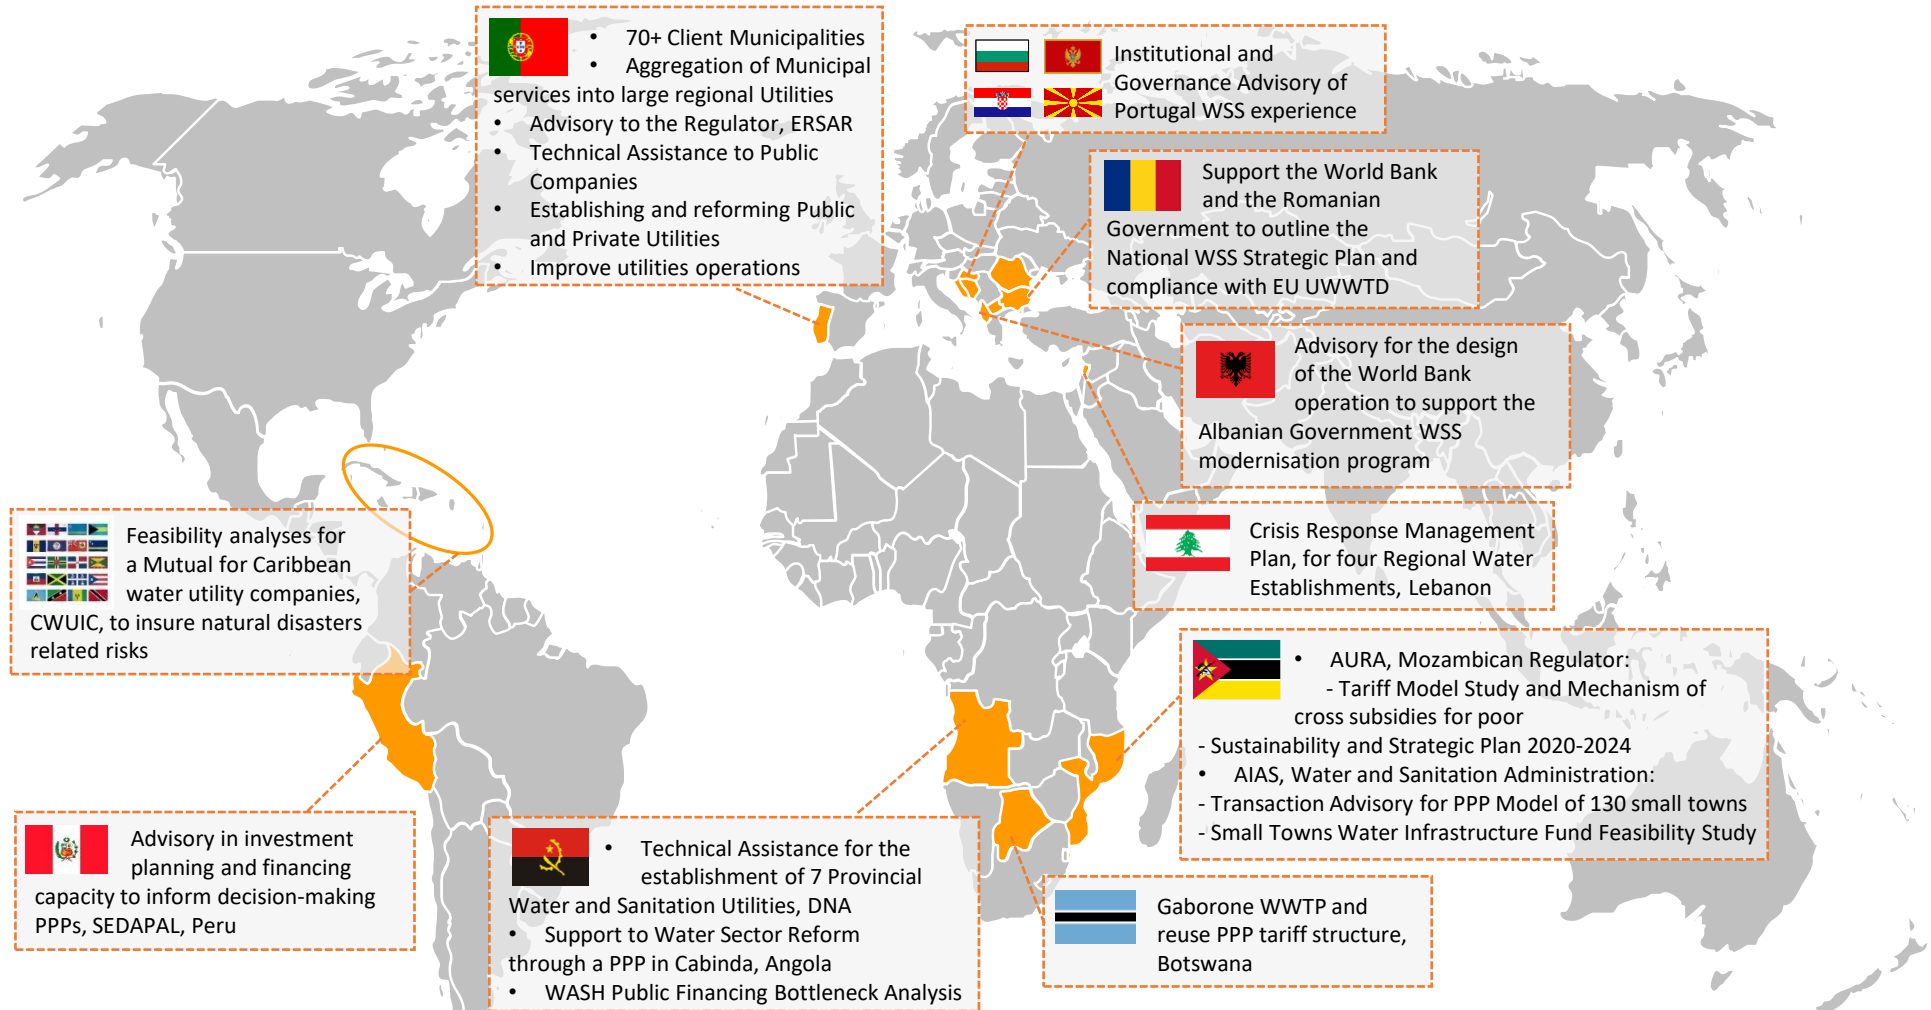 • 70+ Client Municipalities
• Aggregation of Municipal
services into large regional Utilities
• Advisory to the Regulator, ERSAR
• Technical Assistance to Public
Companies
• Establishing and reforming Public
and Private Utilities
• Improve utilities operations
Institutional and
Governance Advisory of
Portugal WSS experience
Support the World Bank
and the Romanian
Government to outline the
National WSS Strategic Plan and
compliance with EU UWWTD
Advisory for the design
of the World Bank
operation to support the
Albanian Government WSS
modernisation program
Crisis Response Management
Plan, for four Regional Water
Establishments, Lebanon
Feasibility analyses for
a Mutual for Caribbean
water utility companies,
CWUIC, to insure natural disasters
related risks
• AURA, Mozambican Regulator:
- Tariff Model Study and Mechanism of
cross subsidies for poor
- Sustainability and Strategic Plan 2020-2024
• AIAS, Water and Sanitation Administration:
- Transaction Advisory for PPP Model of 130 small towns
- Small Towns Water Infrastructure Fund Feasibility Study
Advisory in investment
planning and financing
capacity to inform decision-making
PPPs, SEDAPAL, Peru
• Technical Assistance for the
establishment of 7 Provincial
Water and Sanitation Utilities, DNA
• Support to Water Sector Reform
through a PPP in Cabinda, Angola
• WASH Public Financing Bottleneck Analysis
Gaborone WWTP and
reuse PPP tariff structure,
Botswana